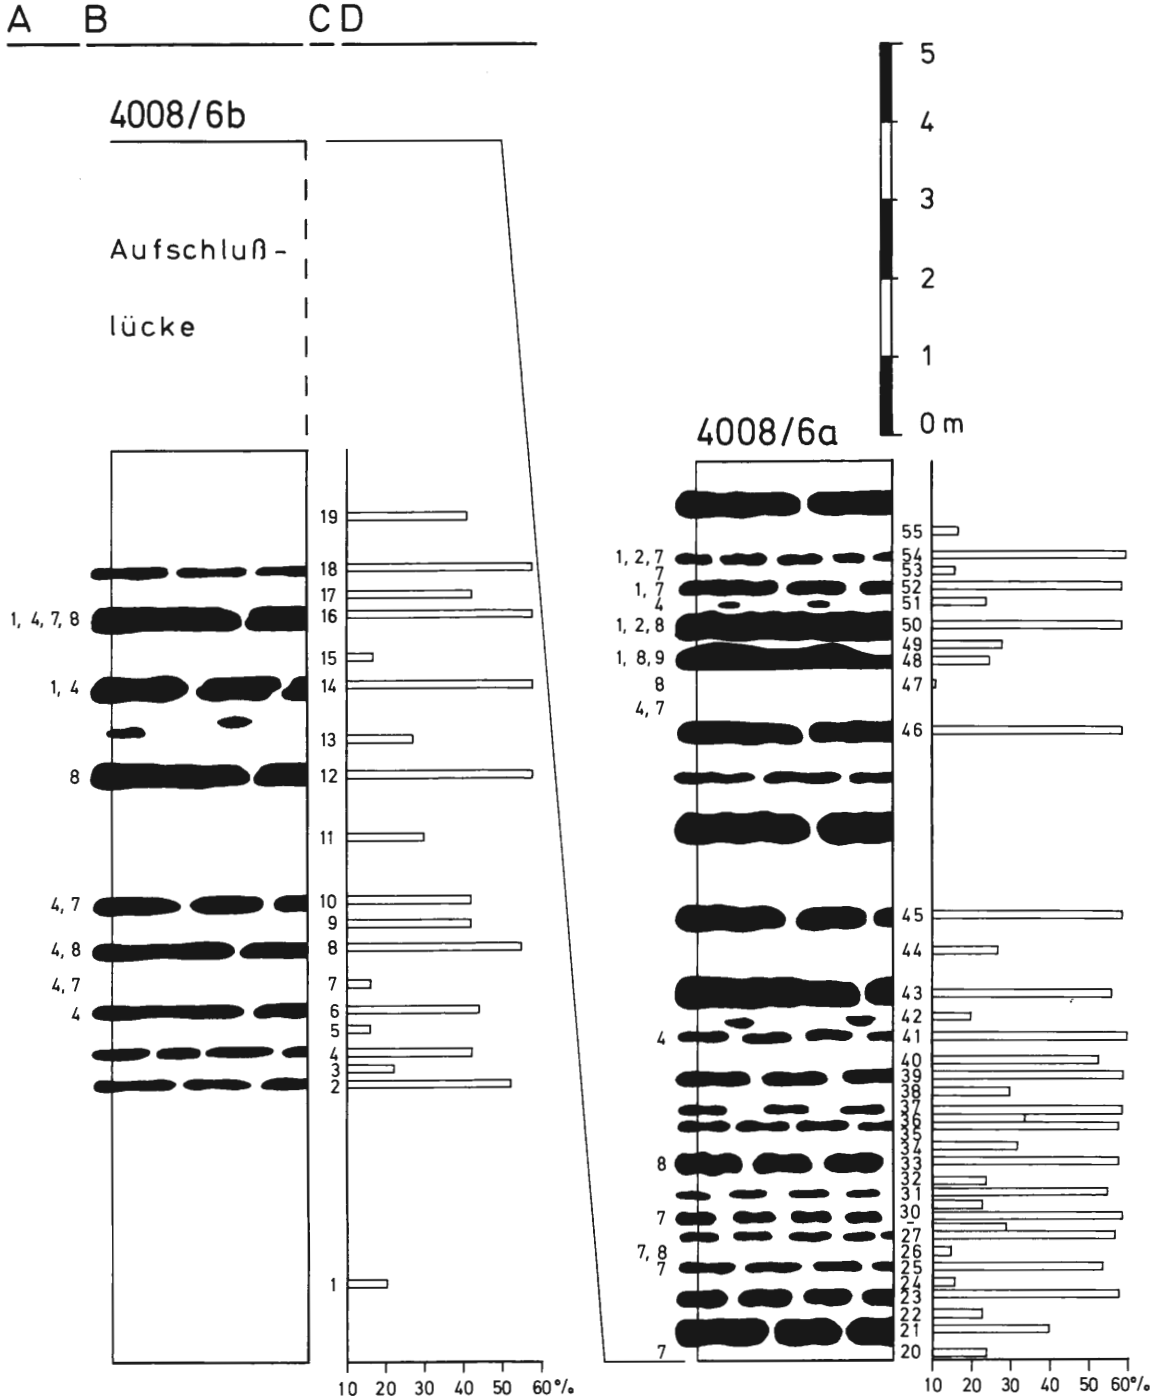 A B C D
4008/6b
Aufschluß-
lücke
19
18
17
1, 4, 7, 8 16
15
1, 4 14
13
8 12
11
4, 7 10
9
4, 8 8
4, 7 7
4 6
5
4
3
2
1
10 20 30 40 50 60%
5
4
3
2
1
0 m
4008/6a
55
1, 2, 7 54
7 53
1, 7 52
4 51
1, 2, 8 50
49
1, 8, 9 48
8 47
4, 7
46
45
44
43
42
4 41
40
39
38
37
36
35
34
8 33
32
31
7 30
–
27
7, 8 26
7 25
24
23
22
21
7 20
10 20 30 40 50 60%